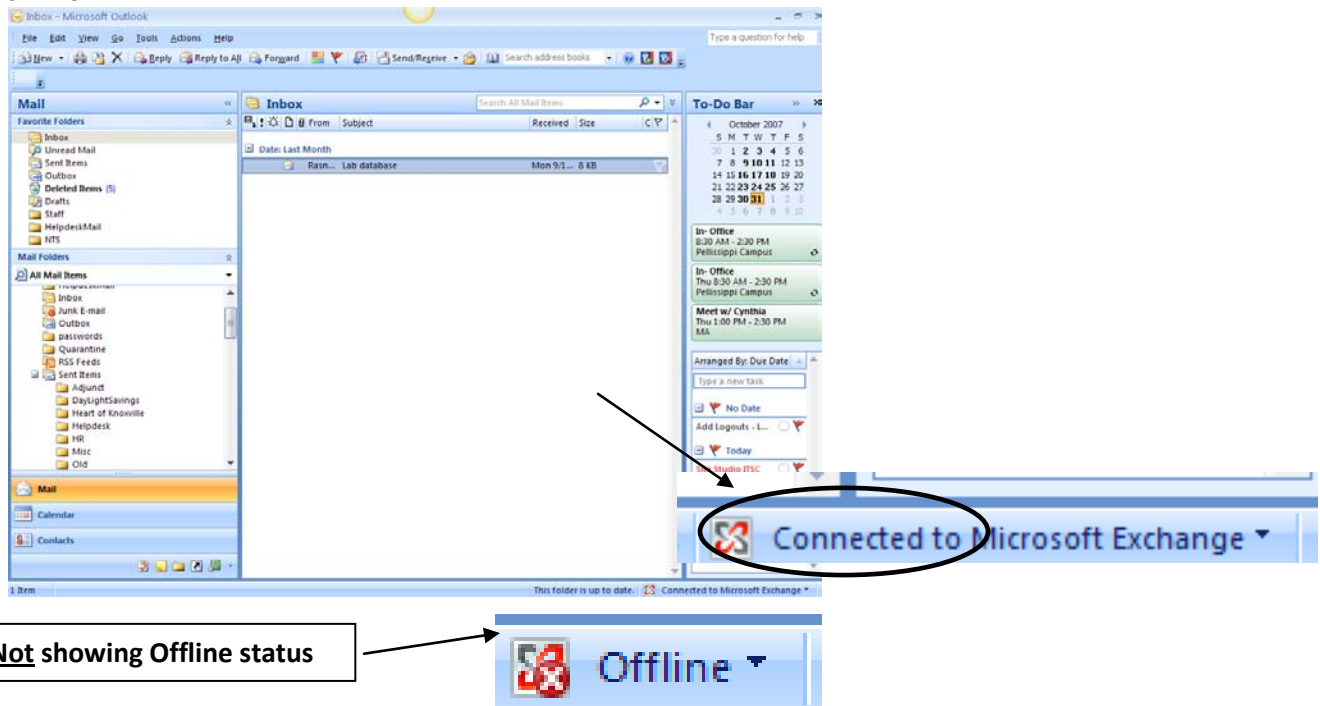 Inbox - Microsoft Outlook
File Edit View Go Tools Actions Help
Type a question for help
New Reply Reply to All Forward Send/Receive Search address books
Mail
Favorite Folders
Inbox
Unread Mail
Sent Items
Outbox
Deleted Items (5)
Drafts
Staff
HelpdeskMail
NTS
Mail Folders
All Mail Items
Inbox
Junk E-mail
Outbox
passwords
Quarantine
RSS Feeds
Sent Items
Adjunct
DayLightSavings
Heart of Knoxville
Helpdesk
HR
Misc
Old
Mail
Calendar
Contacts
Inbox
Search All Mail Items
From Subject Received Size C
Date: Last Month
Rasn... Lab database Mon 9/1... 8 KB
To-Do Bar
October 2007
S M T W T F S
30 1 2 3 4 5 6
7 8 9 10 11 12 13
14 15 16 17 18 19 20
21 22 23 24 25 26 27
28 29 30 31 1 2 3
4 5 6 7 8 9 10
In- Office
8:30 AM - 2:30 PM
Pellissippi Campus
In- Office
Thu 8:30 AM - 2:30 PM
Pellissippi Campus
Meet w/ Cynthia
Thu 1:00 PM - 2:30 PM
MA
Arranged By: Due Date
Type a new task
No Date
Add Logouts - L...
Today
Studio ITSC
Connected to Microsoft Exchange
1 Item
This folder is up to date.
Connected to Microsoft Exchange
Not showing Offline status
Offline